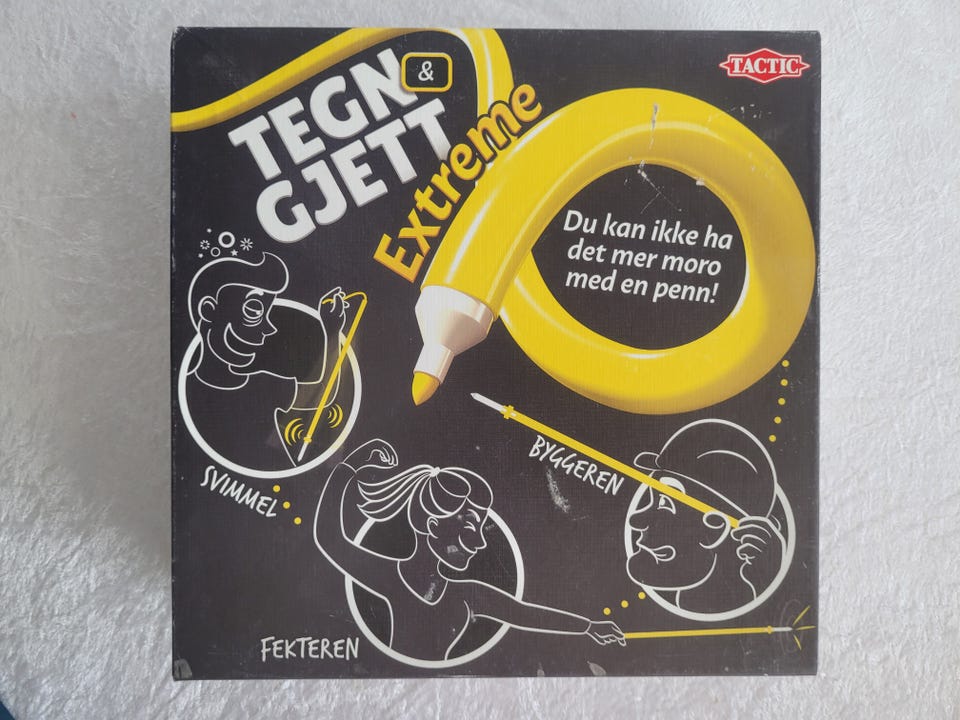 TACTIC
TEGN &
GJETT
Extreme
Du kan ikke ha
det mer moro
med en penn!
SVIMMEL
BYGGEREN
FEKTEREN